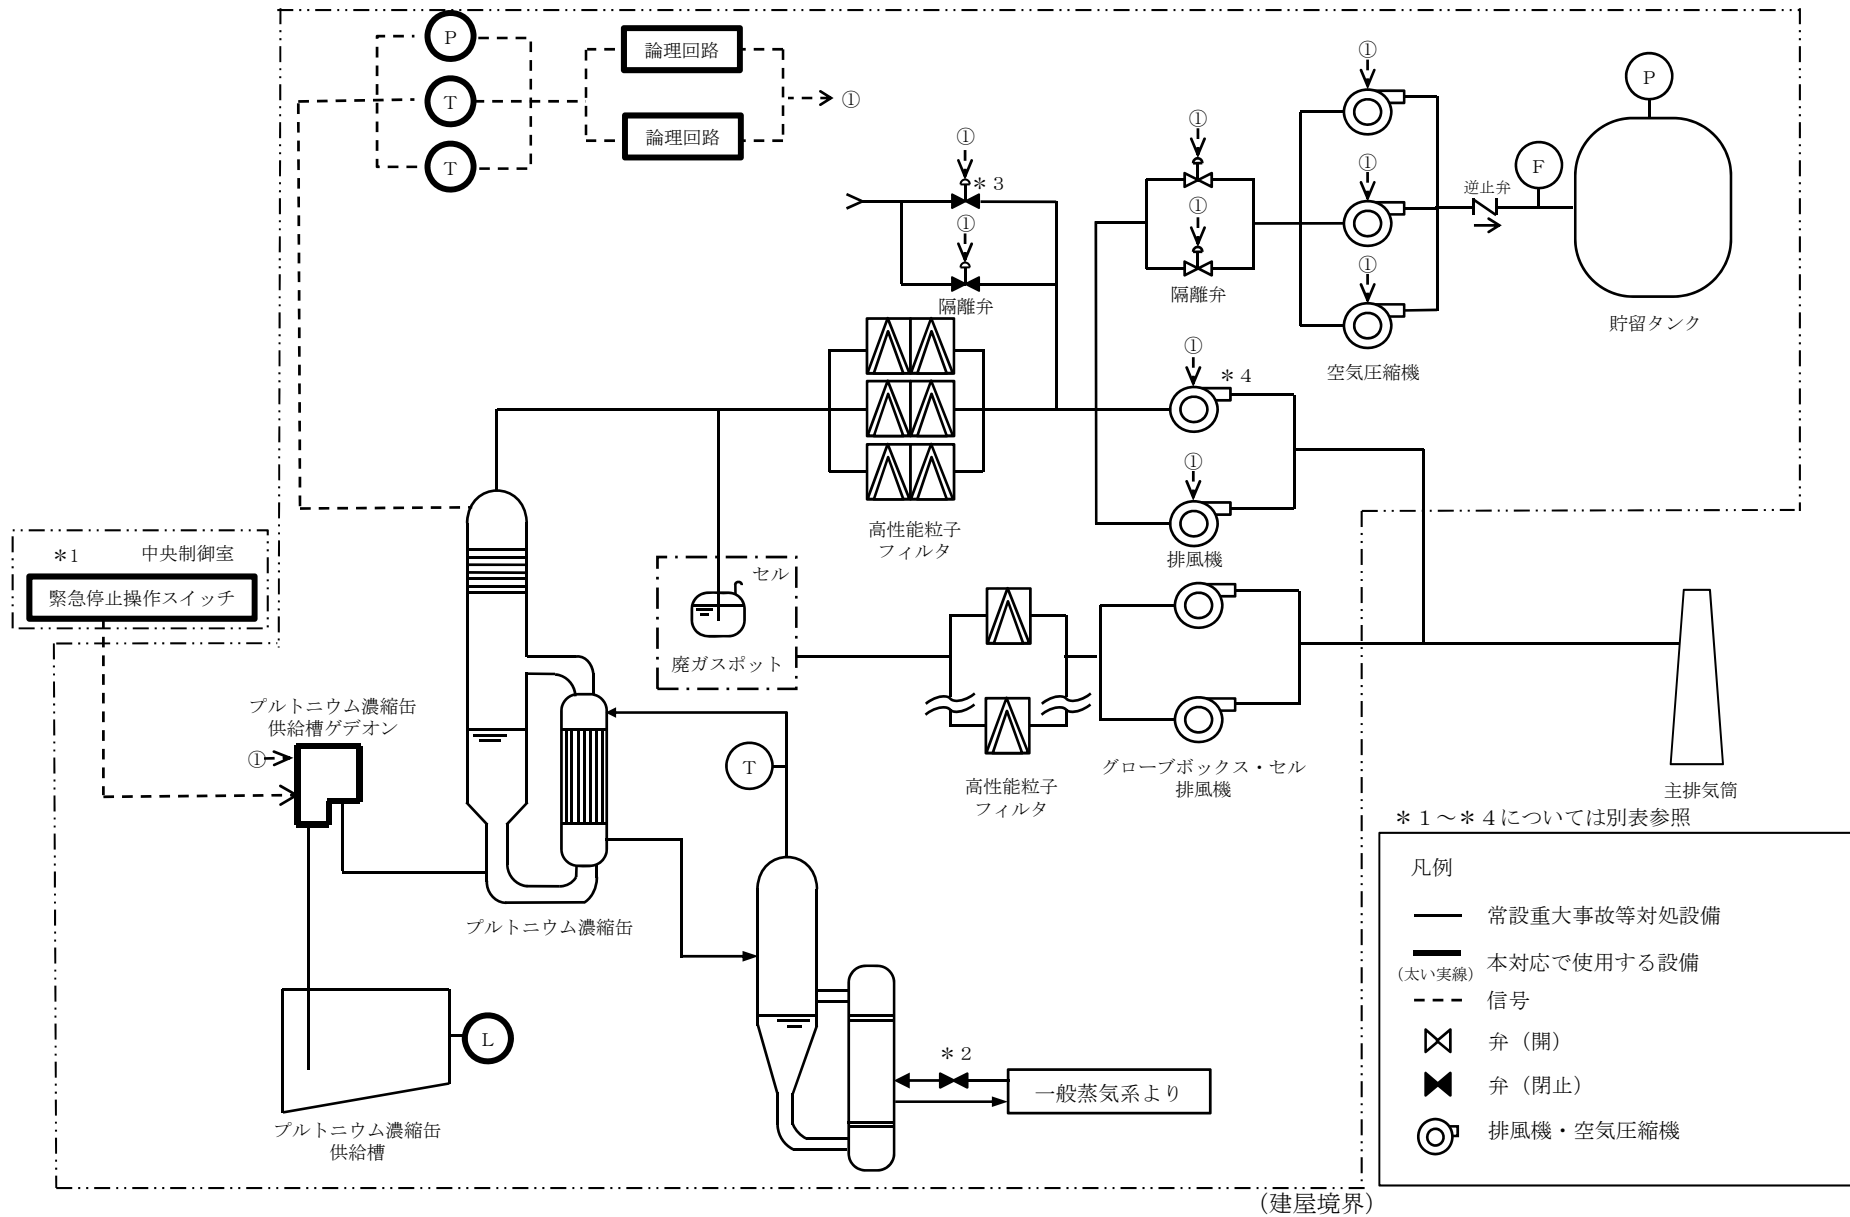 P
論理回路
T
論理回路
T
①
①
＊３
①
隔離弁
①
①
隔離弁
①
①
①
空気圧縮機
逆止弁
F
P
貯留タンク
①
＊４
①
排風機
高性能粒子
フィルタ
＊1
中央制御室
緊急停止操作スイッチ
セル
廃ガスポット
プルトニウム濃縮缶
供給槽ゲデオン
①
T
高性能粒子
フィルタ
グローブボックス・セル
排風機
主排気筒
＊１～＊４については別表参照
プルトニウム濃縮缶
L
プルトニウム濃縮缶
供給槽
＊２
一般蒸気系より
凡例
常設重大事故等対処設備
本対応で使用する設備
（太い実線）
信号
弁（開）
弁（閉止）
排風機・空気圧縮機
（建屋境界）